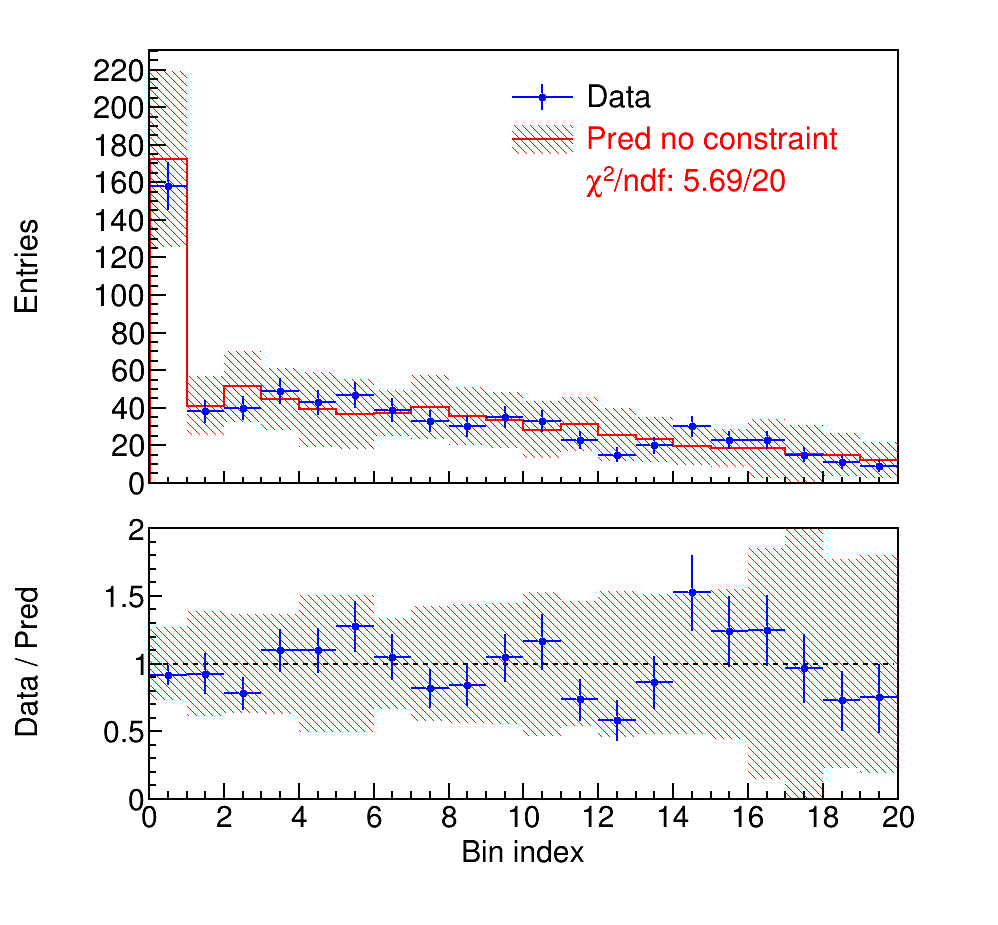 Entries
220
200
180
160
140
120
100
80
60
40
20
0
Data
Pred no constraint
χ²/ndf: 5.69/20
Data / Pred
2
1.5
1
0.5
0
0 2 4 6 8 10 12 14 16 18 20
Bin index